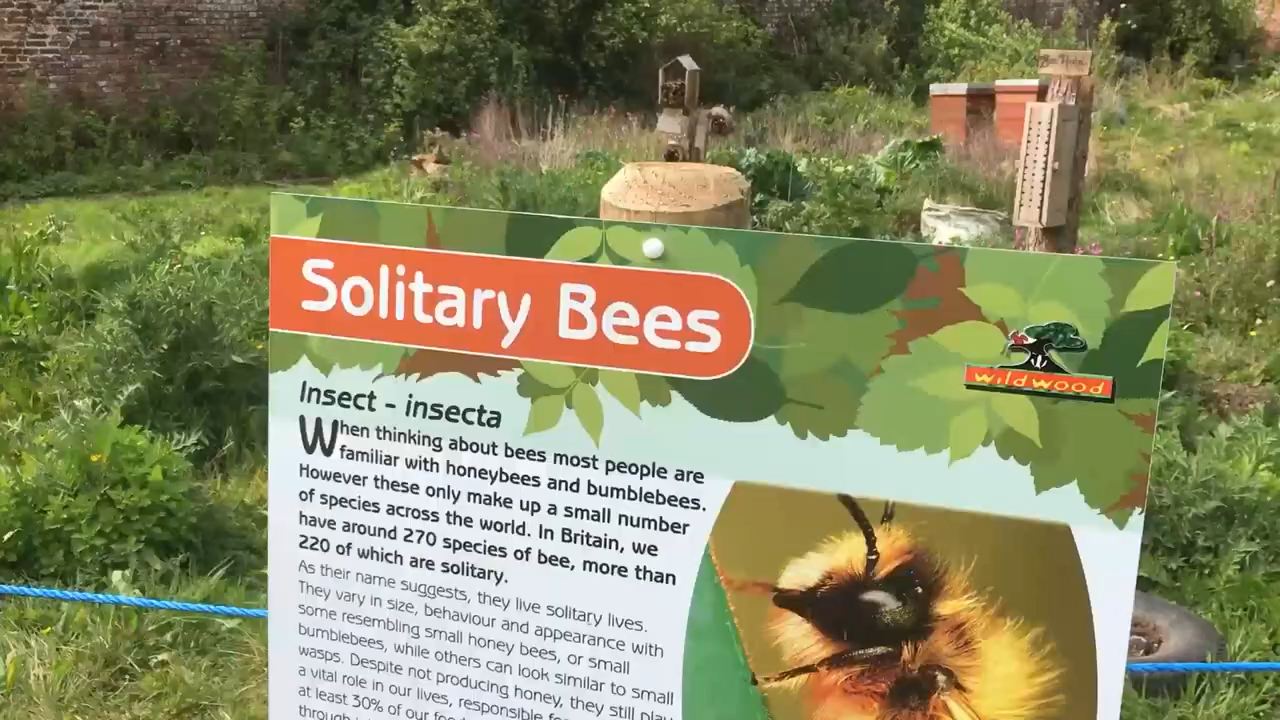 Bee Hotel
Solitary Bees
wildwood
Insect - insecta
When thinking about bees most people are
familiar with honeybees and bumblebees.
However these only make up a small number
of species across the world. In Britain, we
have around 270 species of bee, more than
220 of which are solitary.
As their name suggests, they live solitary lives.
They vary in size, behaviour and appearance with
some resembling small honey bees, or small
bumblebees, while others can look similar to small
wasps. Despite not producing honey, they still play
a vital role in our lives, responsible
at least 30% of our
through